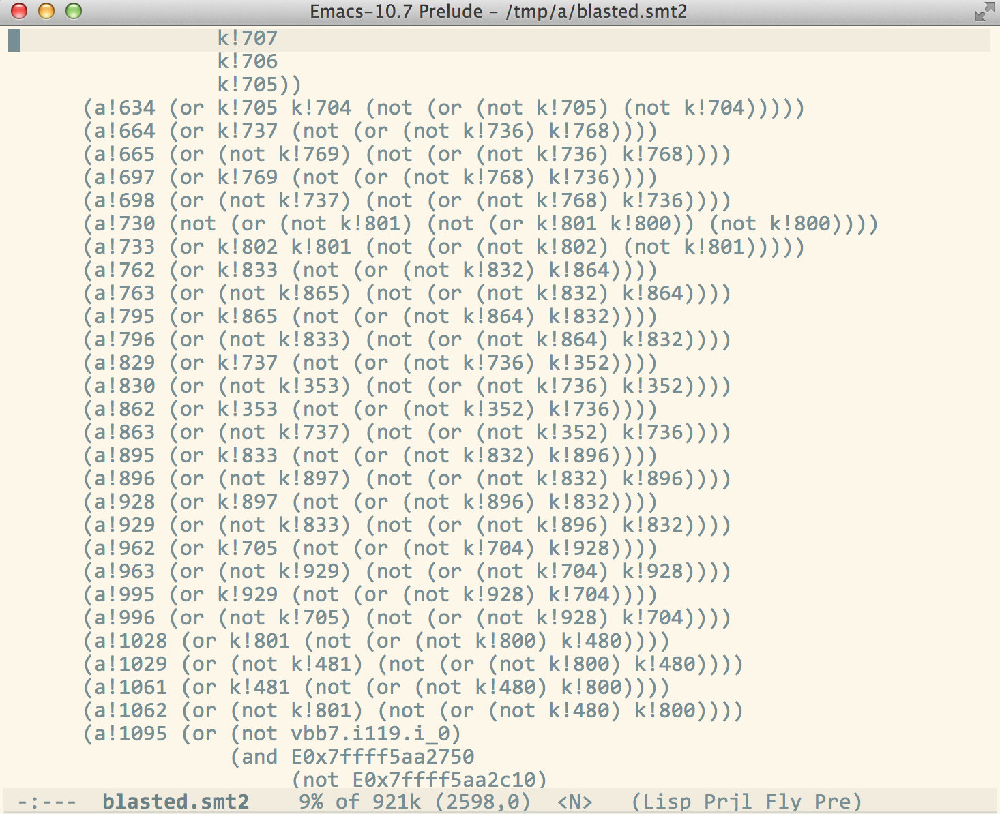 Emacs-10.7 Prelude – /tmp/a/blasted.smt2
k!707
k!706
k!705))
(a!634 (or k!705 k!704 (not (or (not k!705) (not k!704)))))
(a!664 (or k!737 (not (or (not k!736) k!768))))
(a!665 (or (not k!769) (not (or (not k!736) k!768))))
(a!697 (or k!769 (not (or (not k!768) k!736))))
(a!698 (or (not k!737) (not (or (not k!768) k!736))))
(a!730 (not (or (not k!801) (not (or k!801 k!800)) (not k!800))))
(a!733 (or k!802 k!801 (not (or (not k!802) (not k!801)))))
(a!762 (or k!833 (not (or (not k!832) k!864))))
(a!763 (or (not k!865) (not (or (not k!832) k!864))))
(a!795 (or k!865 (not (or (not k!864) k!832))))
(a!796 (or (not k!833) (not (or (not k!864) k!832))))
(a!829 (or k!737 (not (or (not k!736) k!352))))
(a!830 (or (not k!353) (not (or (not k!736) k!352))))
(a!862 (or k!353 (not (or (not k!352) k!736))))
(a!863 (or (not k!737) (not (or (not k!352) k!736))))
(a!895 (or k!833 (not (or (not k!832) k!896))))
(a!896 (or (not k!897) (not (or (not k!832) k!896))))
(a!928 (or k!897 (not (or (not k!896) k!832))))
(a!929 (or (not k!833) (not (or (not k!896) k!832))))
(a!962 (or k!705 (not (or (not k!704) k!928))))
(a!963 (or (not k!929) (not (or (not k!704) k!928))))
(a!995 (or k!929 (not (or (not k!928) k!704))))
(a!996 (or (not k!705) (not (or (not k!928) k!704))))
(a!1028 (or k!801 (not (or (not k!800) k!480))))
(a!1029 (or (not k!481) (not (or (not k!800) k!480))))
(a!1061 (or k!481 (not (or (not k!480) k!800))))
(a!1062 (or (not k!801) (not (or (not k!480) k!800))))
(a!1095 (or (not vbb7.i119.i_0)
(and E0x7ffff5aa2750
(not E0x7ffff5aa2c10)
-:--- blasted.smt2 9% of 921k (2598,0) <N> (Lisp Prjl Fly Pre)